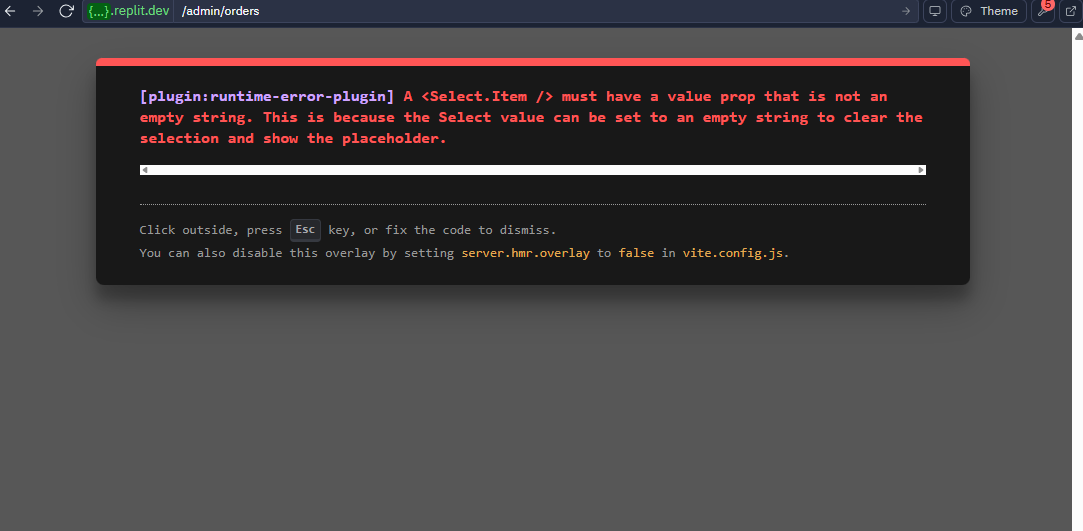 {...}.replit.dev /admin/orders Theme 5
[plugin:runtime-error-plugin] A <Select.Item /> must have a value prop that is not an
empty string. This is because the Select value can be set to an empty string to clear the
selection and show the placeholder.
Click outside, press Esc key, or fix the code to dismiss.
You can also disable this overlay by setting server.hmr.overlay to false in vite.config.js.